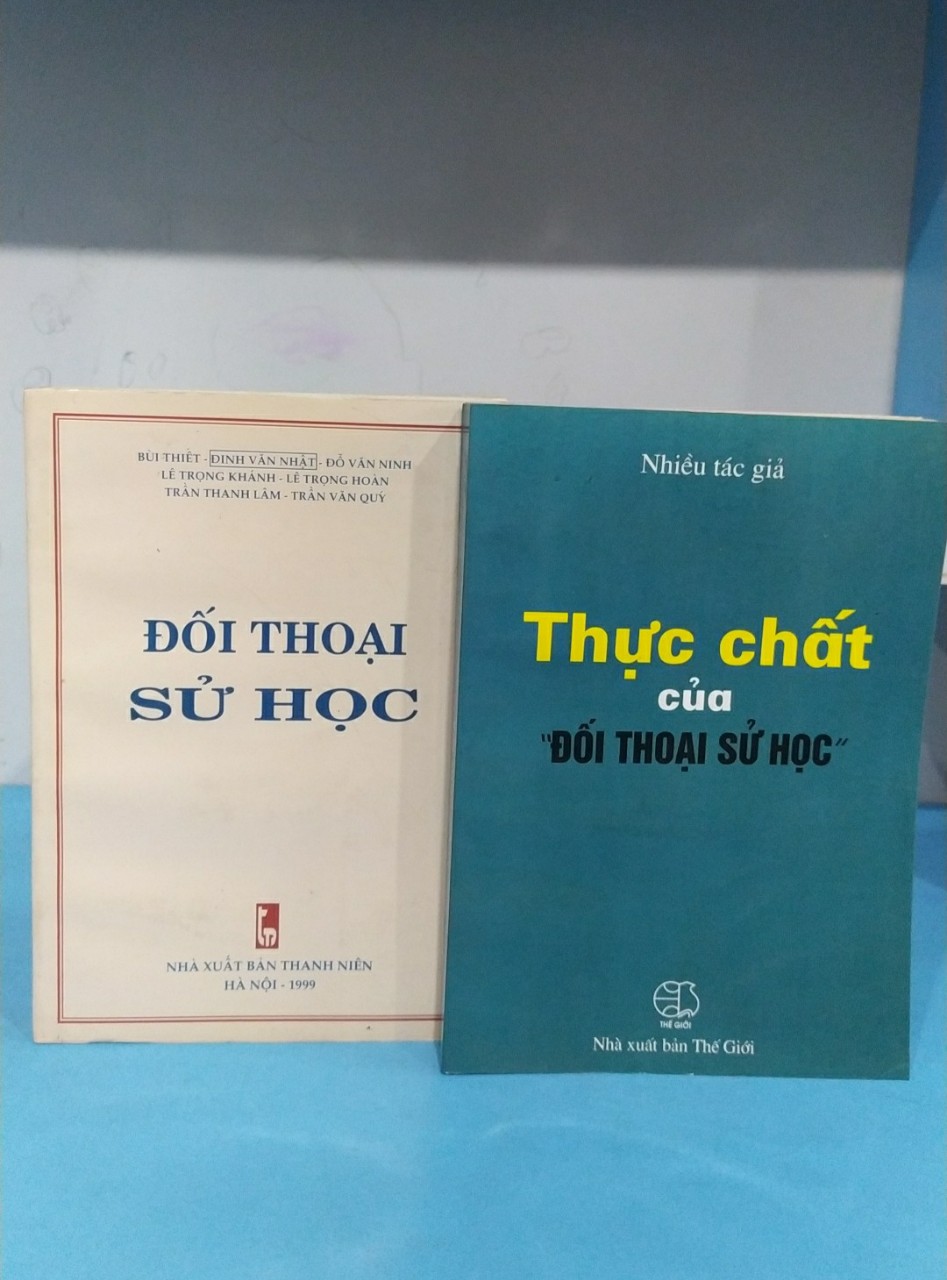 BÙI THIẾT - ĐINH VĂN NHẬT - ĐỖ VĂN NINH
LÊ TRỌNG KHÁNH - LÊ TRỌNG HOÀN
TRẦN THANH LÂM - TRẦN VĂN QUÝ
ĐỐI THOẠI
SỬ HỌC
NHÀ XUẤT BẢN THANH NIÊN
HÀ NỘI - 1999
Nhiều tác giả
Thực chất
của
"ĐỐI THOẠI SỬ HỌC"
THẾ GIỚI
Nhà xuất bản Thế Giới